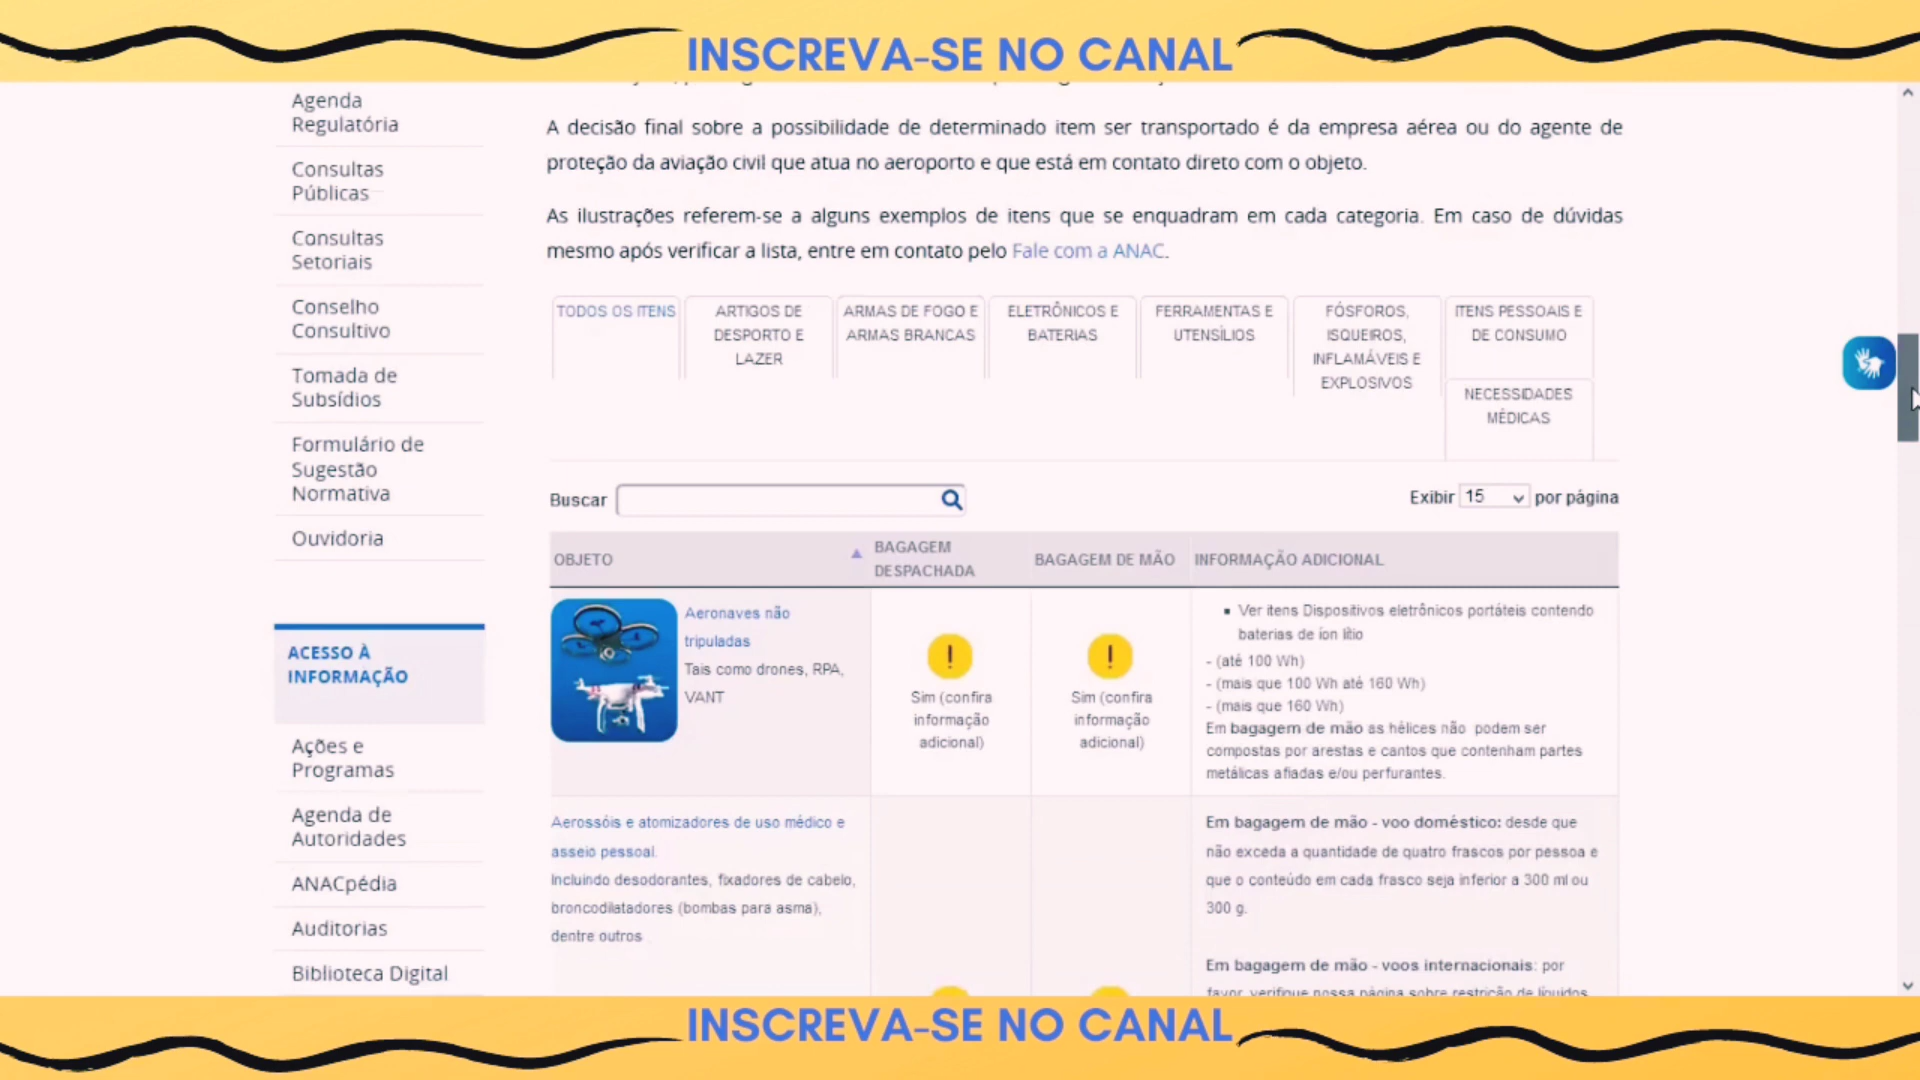 INSCREVA-SE NO CANAL
Agenda
Regulatória
Consultas
Públicas
Consultas
Setoriais
Conselho
Consultivo
Tomada de
Subsídios
Formulário de
Sugestão
Normativa
Ouvidoria
ACESSO À
INFORMAÇÃO
Ações e
Programas
Agenda de
Autoridades
ANACpédia
Auditorias
Biblioteca Digital
A decisão final sobre a possibilidade de determinado item ser transportado é da empresa aérea ou do agente de
proteção da aviação civil que atua no aeroporto e que está em contato direto com o objeto.
As ilustrações referem-se a alguns exemplos de itens que se enquadram em cada categoria. Em caso de dúvidas
mesmo após verificar a lista, entre em contato pelo Fale com a ANAC.
TODOS OS ITENS
ARTIGOS DE
DESPORTO E
LAZER
ARMAS DE FOGO E
ARMAS BRANCAS
ELETRÔNICOS E
BATERIAS
FERRAMENTAS E
UTENSÍLIOS
FÓSFOROS,
ISQUEIROS,
INFLAMÁVEIS E
EXPLOSIVOS
ITENS PESSOAIS E
DE CONSUMO
NECESSIDADES
MÉDICAS
Buscar
Exibir 15 por página
OBJETO
BAGAGEM
DESPACHADA
BAGAGEM DE MÃO
INFORMAÇÃO ADICIONAL
Aeronaves não
tripuladas
Tais como drones, RPA,
VANT
!
Sim (confira
informação
adicional)
!
Sim (confira
informação
adicional)
Ver itens Dispositivos eletrônicos portáteis contendo
baterias de íon lítio
- (até 100 Wh)
- (mais que 100 Wh até 160 Wh)
- (mais que 160 Wh)
Em bagagem de mão as hélices não podem ser
compostas por arestas e cantos que contenham partes
metálicas afiadas e/ou perfurantes.
Aerossóis e atomizadores de uso médico e
asseio pessoal.
Incluindo desodorantes, fixadores de cabelo,
broncodilatadores (bombas para asma),
dentre outros
Em bagagem de mão - voo doméstico: desde que
não exceda a quantidade de quatro frascos por pessoa e
que o conteúdo em cada frasco seja inferior a 300 ml ou
300 g.
Em bagagem de mão - voos internacionais: por
favor, verifique nossa página sobre restrição de líquidos
INSCREVA-SE NO CANAL